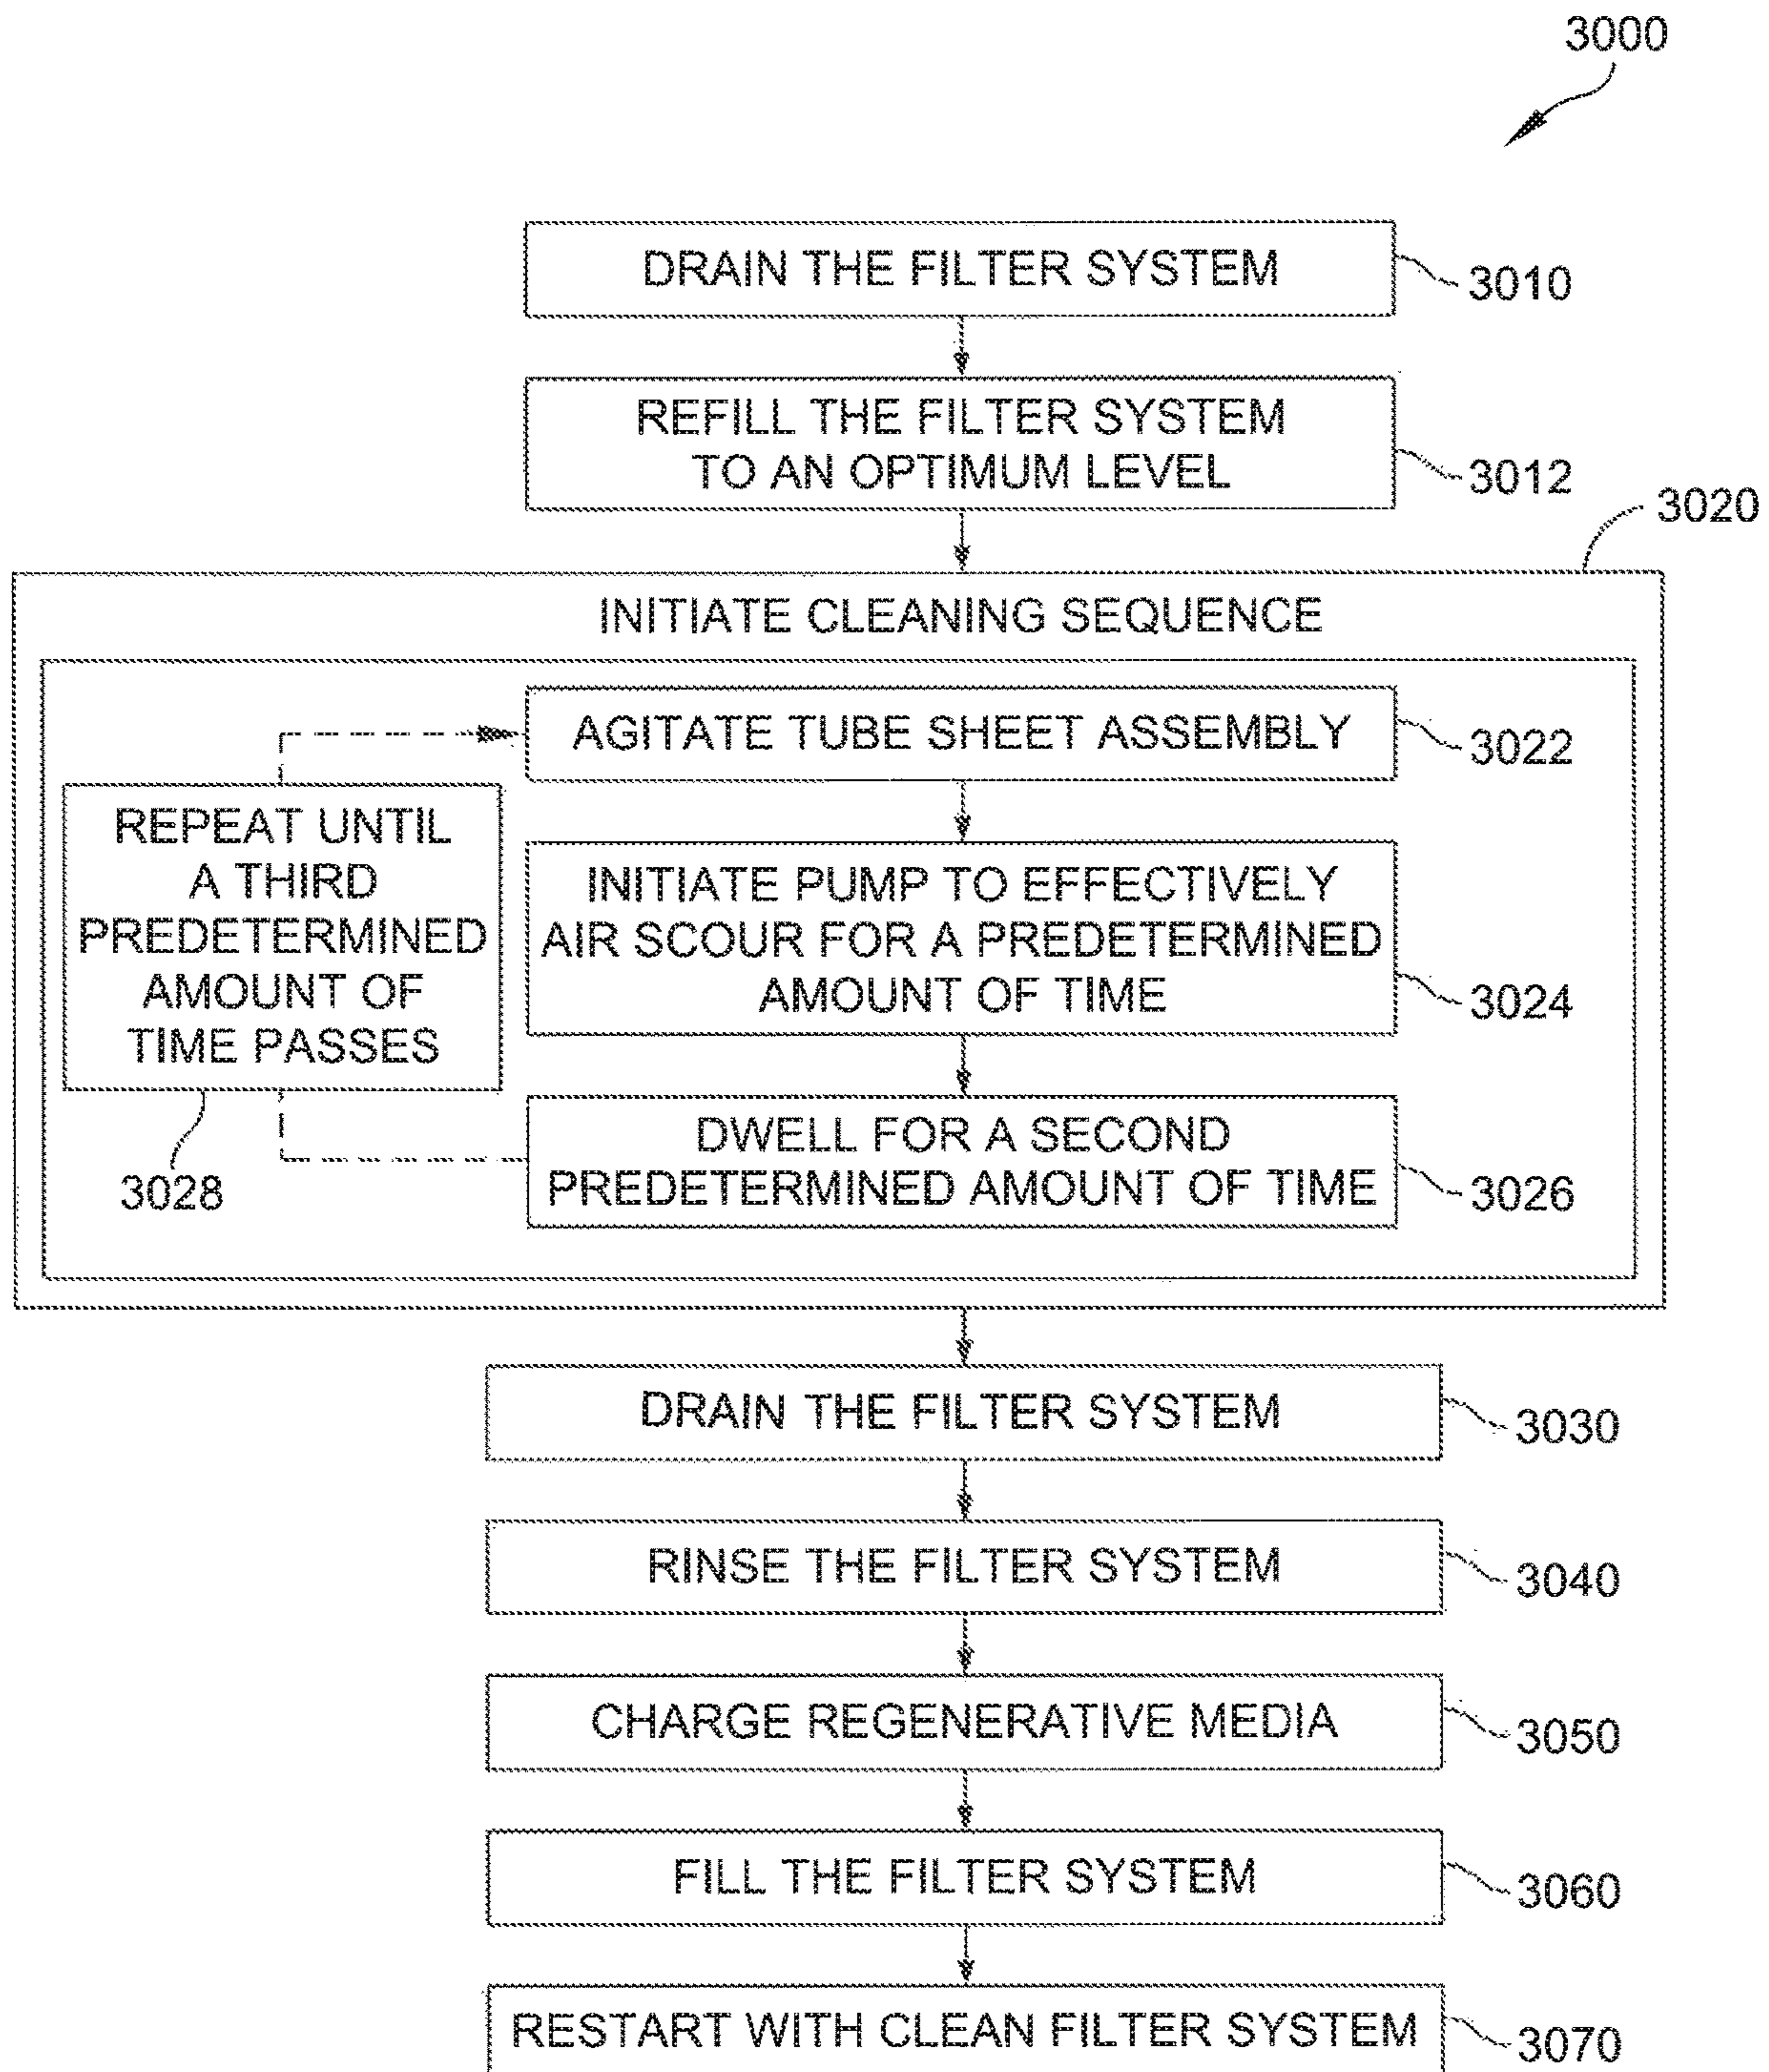 3000
DRAIN THE FILTER SYSTEM
3010
REFILL THE FILTER SYSTEM
TO AN OPTIMUM LEVEL
3012
3020
INITIATE CLEANING SEQUENCE
AGITATE TUBE SHEET ASSEMBLY
3022
REPEAT UNTIL
A THIRD
PREDETERMINED
AMOUNT OF
TIME PASSES
3028
INITIATE PUMP TO EFFECTIVELY
AIR SCOUR FOR A PREDETERMINED
AMOUNT OF TIME
3024
DWELL FOR A SECOND
PREDETERMINED AMOUNT OF TIME
3026
DRAIN THE FILTER SYSTEM
3030
RINSE THE FILTER SYSTEM
3040
CHARGE REGENERATIVE MEDIA
3050
FILL THE FILTER SYSTEM
3060
RESTART WITH CLEAN FILTER SYSTEM
3070